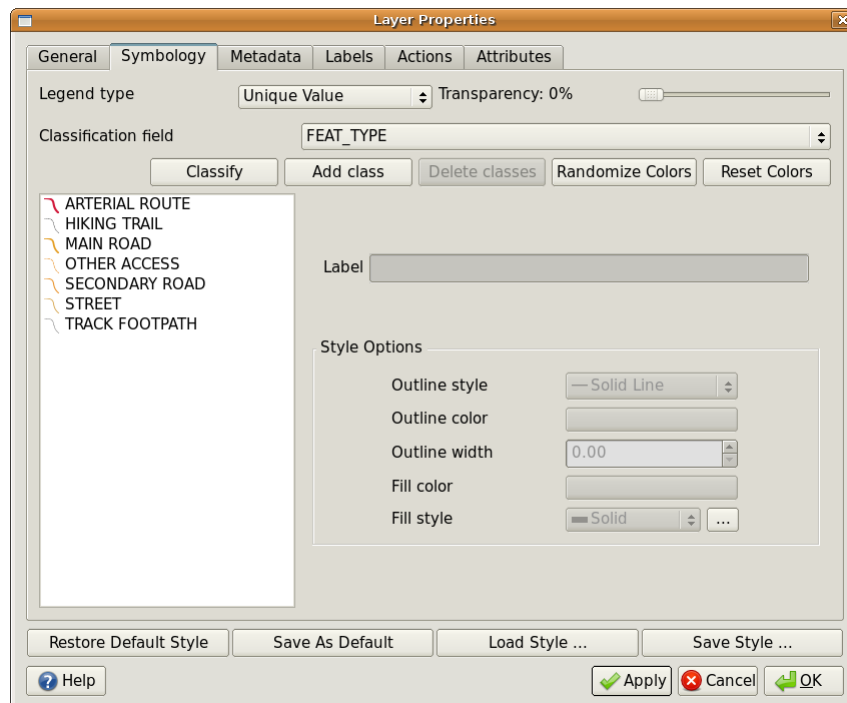 Layer Properties
General Symbology Metadata Labels Actions Attributes
Legend type Unique Value Transparency: 0%
Classification field FEAT_TYPE
Classify Add class Delete classes Randomize Colors Reset Colors
ARTERIAL ROUTE
HIKING TRAIL
MAIN ROAD
OTHER ACCESS
SECONDARY ROAD
STREET
TRACK FOOTPATH
Label
Style Options
Outline style Solid Line
Outline color
Outline width 0.00
Fill color
Fill style Solid ...
Restore Default Style Save As Default Load Style ... Save Style ...
Help Apply Cancel OK